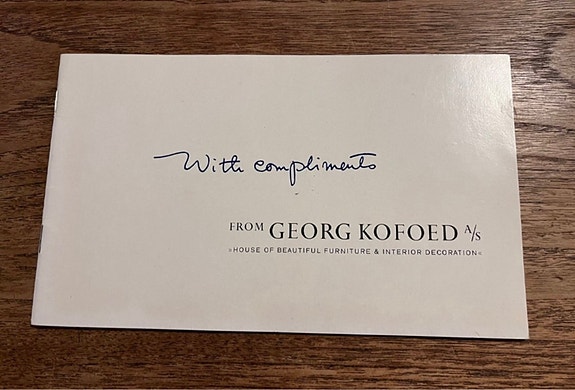 With compliments
FROM GEORG KOFOED A/S
»HOUSE OF BEAUTIFUL FURNITURE & INTERIOR DECORATION«